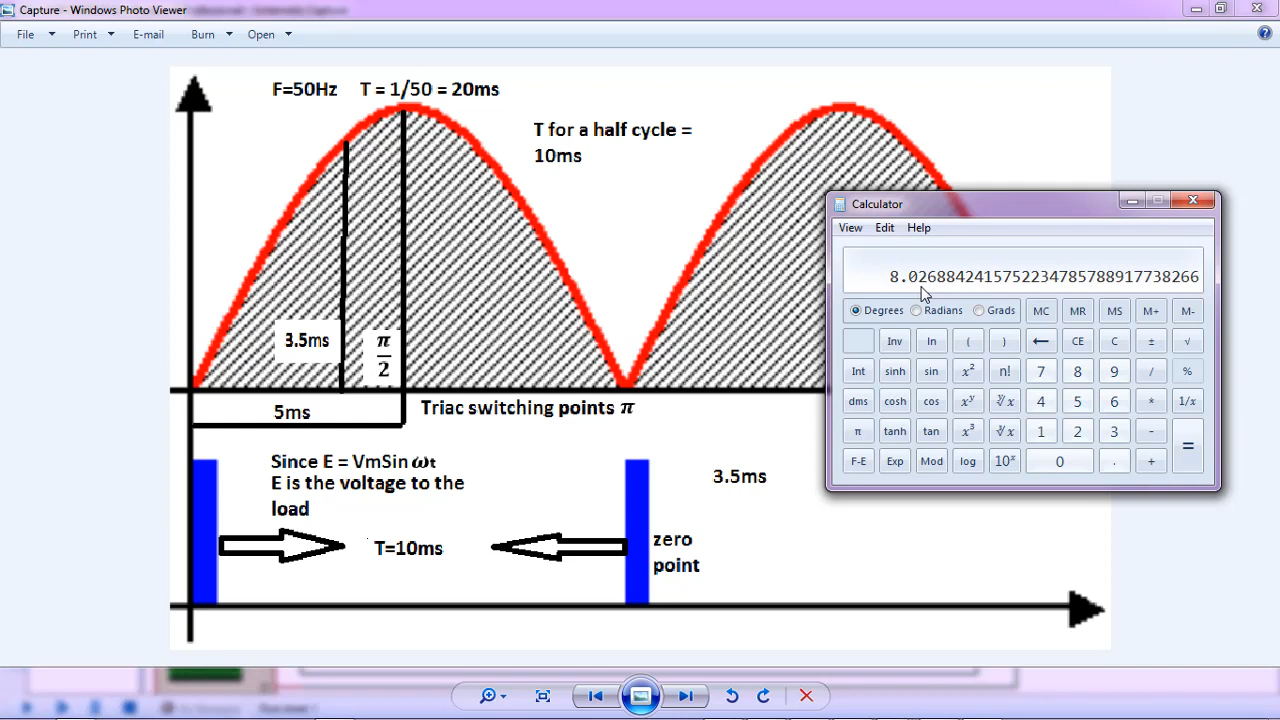 Capture - Windows Photo Viewer
File Print E-mail Burn Open
F=50Hz T = 1/50 = 20ms
T for a half cycle =
10ms
3.5ms
π
2
5ms
Triac switching points π
Since E = VmSin ωt
E is the voltage to the
load
3.5ms
T=10ms
zero
point
Calculator
View Edit Help
8.0268842415752234785788917738266
Degrees Radians Grads MC MR MS M+ M-
Inv ln ( ) ← CE C ± √
Int sinh sin x² n! 7 8 9 / %
dms cosh cos xʸ ʸ√x 4 5 6 * 1/x
π tanh tan x³ ³√x 1 2 3 - =
F-E Exp Mod log 10ˣ 0 . +